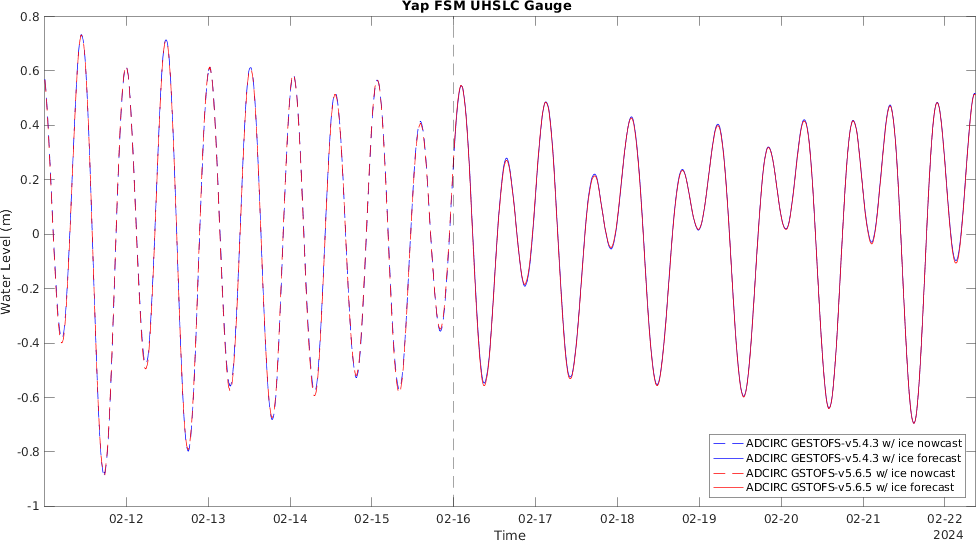 Yap FSM UHSLC Gauge
0.8
0.6
0.4
0.2
0
-0.2
-0.4
-0.6
-0.8
-1
Water Level (m)
ADCIRC GESTOFS-v5.4.3 w/ ice nowcast
ADCIRC GESTOFS-v5.4.3 w/ ice forecast
ADCIRC GSTOFS-v5.6.5 w/ ice nowcast
ADCIRC GSTOFS-v5.6.5 w/ ice forecast
02-12 02-13 02-14 02-15 02-16 02-17 02-18 02-19 02-20 02-21 02-22
2024
Time